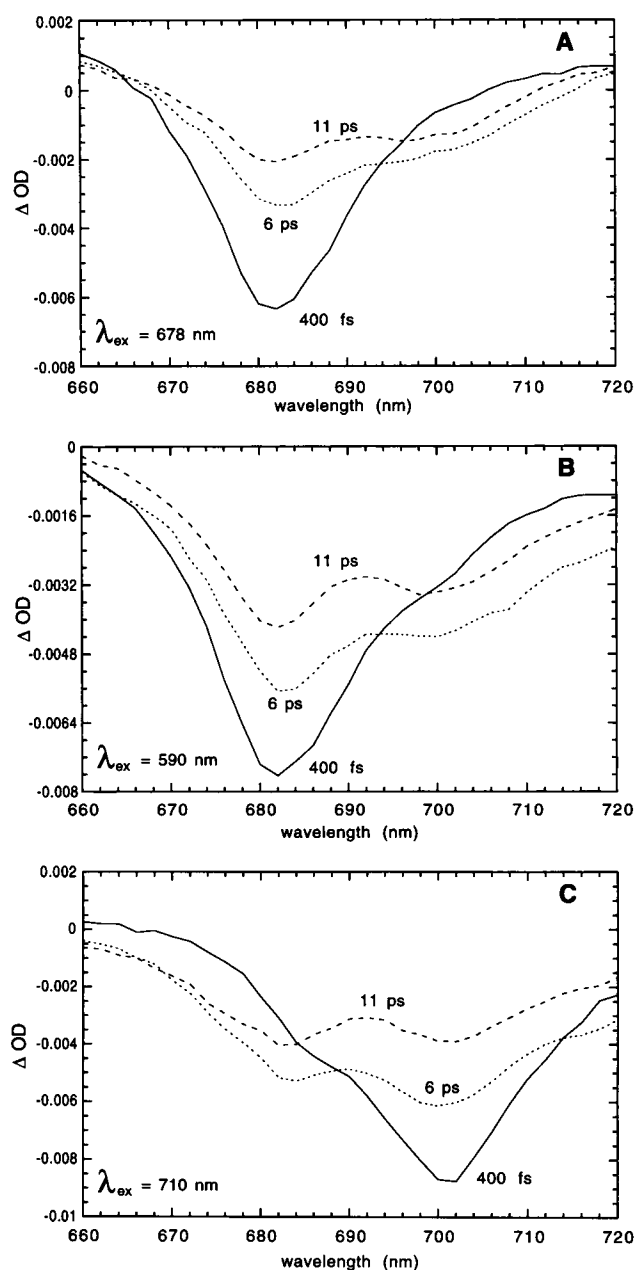 A
0.002
0
-0.002
-0.004
-0.006
-0.008
Δ OD
11 ps
6 ps
400 fs
λex = 678 nm
660 670 680 690 700 710 720
wavelength (nm)
B
0
-0.0016
-0.0032
-0.0048
-0.0064
-0.008
Δ OD
11 ps
6 ps
400 fs
λex = 590 nm
660 670 680 690 700 710 720
wavelength (nm)
C
0.002
0
-0.002
-0.004
-0.006
-0.008
-0.01
Δ OD
11 ps
6 ps
400 fs
λex = 710 nm
660 670 680 690 700 710 720
wavelength (nm)